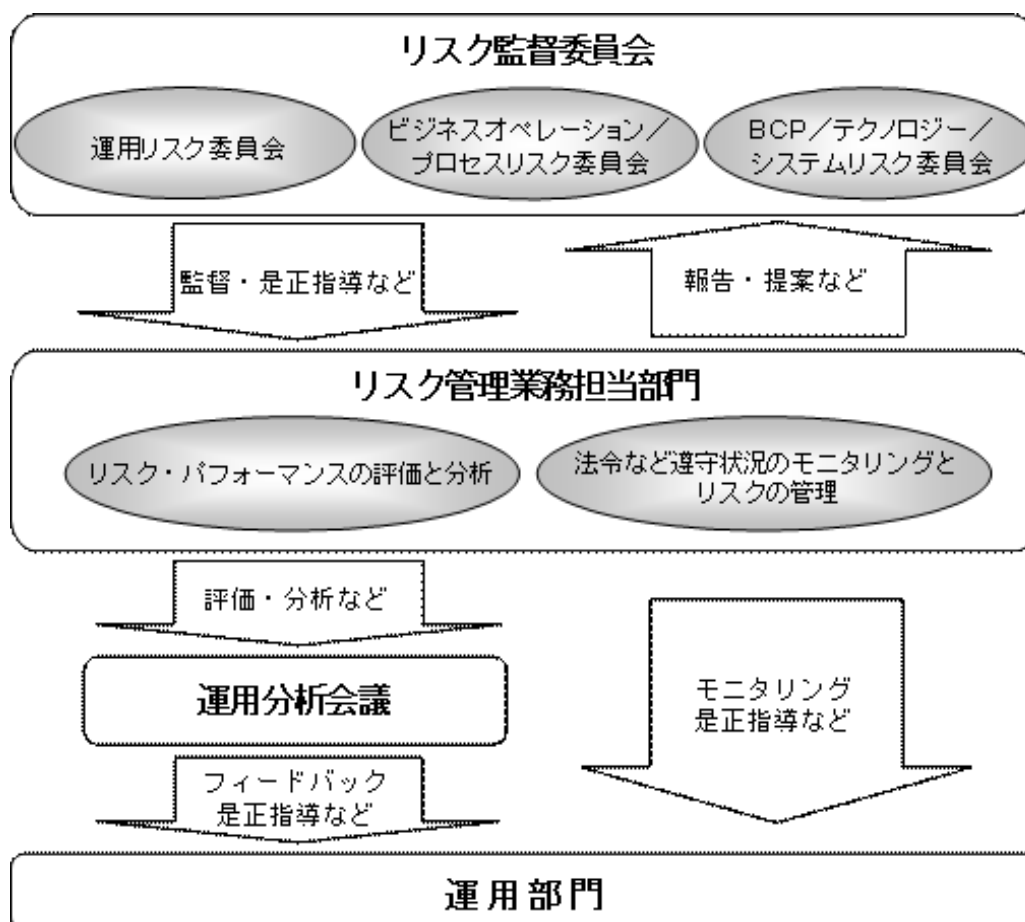 リスク監督委員会
運用リスク委員会
ビジネスオペレーション／
プロセスリスク委員会
BCP／テクノロジー／
システムリスク委員会
監督・是正指導など
報告・提案など
リスク管理業務担当部門
リスク・パフォーマンスの評価と分析
法令など遵守状況のモニタリングと
リスクの管理
評価・分析など
運用分析会議
モニタリング
是正指導など
フィードバック
是正指導など
運用部門